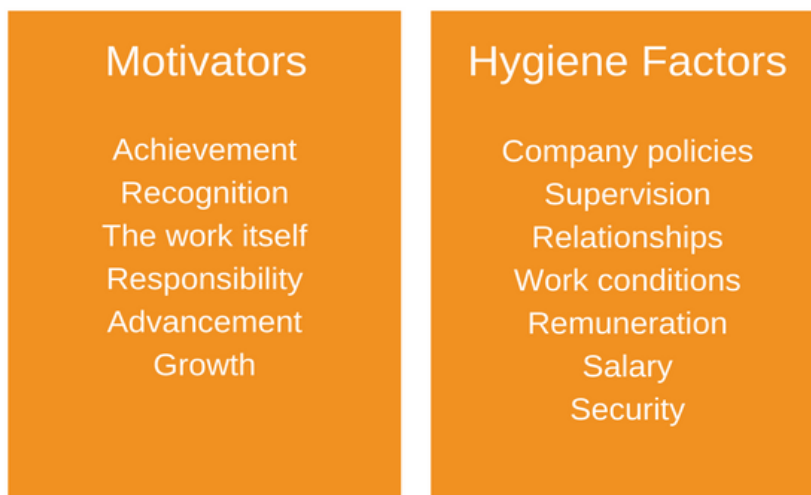 Motivators
Achievement
Recognition
The work itself
Responsibility
Advancement
Growth
Hygiene Factors
Company policies
Supervision
Relationships
Work conditions
Remuneration
Salary
Security